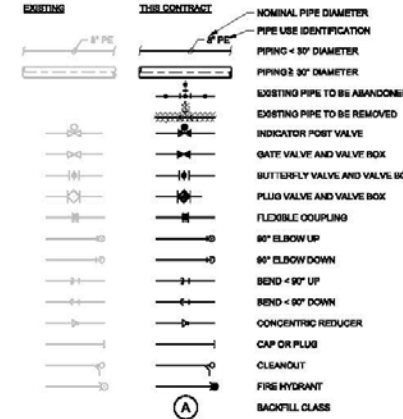 EXISTING
THIS CONTRACT
NOMINAL PIPE DIAMETER
PIPE USE IDENTIFICATION
8" PE
8" PE
PIPING < 30" DIAMETER
PIPING ≥ 30" DIAMETER
EXISTING PIPE TO BE ABANDONE
EXISTING PIPE TO BE REMOVED
INDICATOR POST VALVE
GATE VALVE AND VALVE BOX
BUTTERFLY VALVE AND VALVE BO
PLUG VALVE AND VALVE BOX
FLEXIBLE COUPLING
90° ELBOW UP
90° ELBOW DOWN
BEND < 90° UP
BEND < 90° DOWN
CONCENTRIC REDUCER
CAP OR PLUG
CLEANOUT
FIRE HYDRANT
A
BACKFILL CLASS